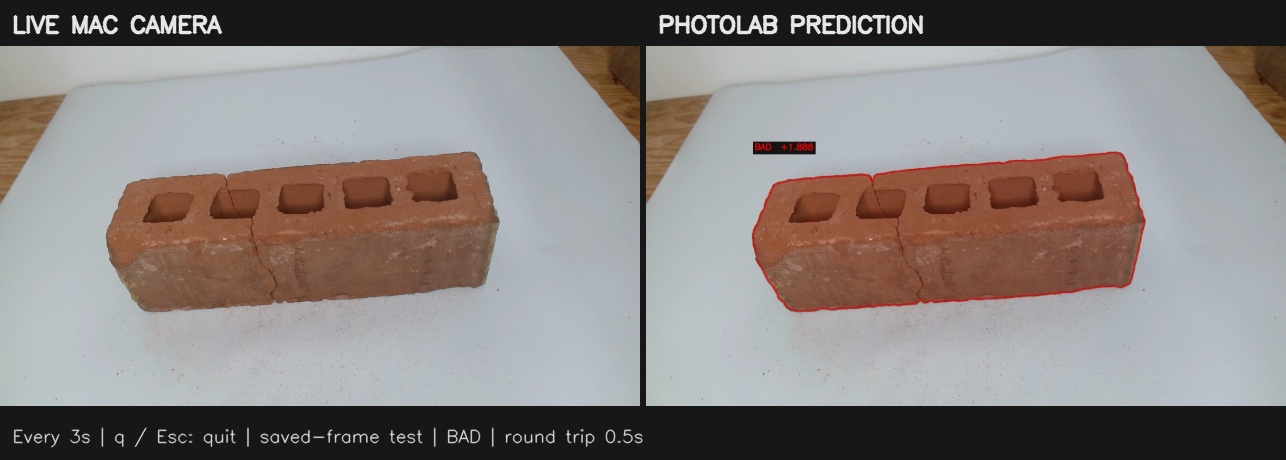 LIVE MAC CAMERA
PHOTOLAB PREDICTION
BAD +1.888
Every 3s | q / Esc: quit | saved-frame test | BAD | round trip 0.5s